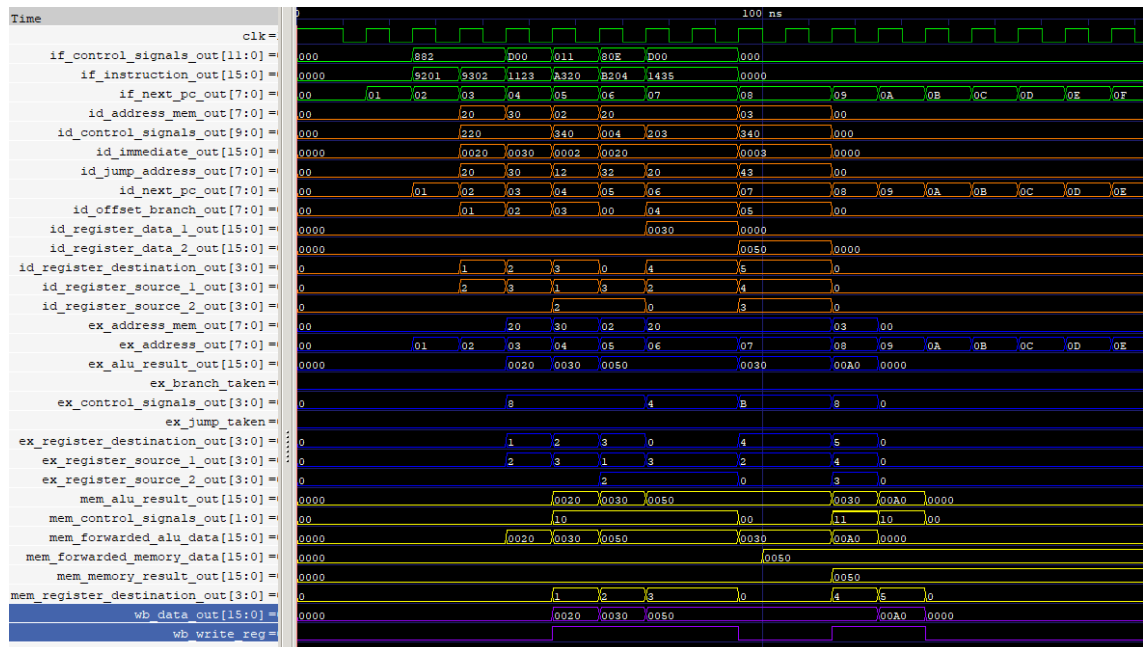 Time 0 100 ns
clk=
if_control_signals_out[11:0]= 000 882 D00 011 80E D00 000
if_instruction_out[15:0]= 0000 9201 9302 1123 A320 B204 1435 0000
if_next_pc_out[7:0]= 00 01 02 03 04 05 06 07 08 09 0A 0B 0C 0D 0E 0F
id_address_mem_out[7:0]= 00 20 30 02 20 03 00
id_control_signals_out[9:0]= 000 220 340 004 203 340 000
id_immediate_out[15:0]= 0000 0020 0030 0002 0020 0003 0000
id_jump_address_out[7:0]= 00 20 30 12 32 20 43 00
id_next_pc_out[7:0]= 00 01 02 03 04 05 06 07 08 09 0A 0B 0C 0D 0E
id_offset_branch_out[7:0]= 00 01 02 03 00 04 05 00
id_register_data_1_out[15:0]= 0000 0030 0000
id_register_data_2_out[15:0]= 0000 0050 0000
id_register_destination_out[3:0]= 0 1 2 3 0 4 5 0
id_register_source_1_out[3:0]= 0 2 3 1 3 2 4 0
id_register_source_2_out[3:0]= 0 2 0 3 0
ex_address_mem_out[7:0]= 00 20 30 02 20 03 00
ex_address_out[7:0]= 00 01 02 03 04 05 06 07 08 09 0A 0B 0C 0D 0E
ex_alu_result_out[15:0]= 0000 0020 0030 0050 0030 00A0 0000
ex_branch_taken=
ex_control_signals_out[3:0]= 0 8 4 B 8 0
ex_jump_taken=
ex_register_destination_out[3:0]= 0 1 2 3 0 4 5 0
ex_register_source_1_out[3:0]= 0 2 3 1 3 2 4 0
ex_register_source_2_out[3:0]= 0 2 0 3 0
mem_alu_result_out[15:0]= 0000 0020 0030 0050 0030 00A0 0000
mem_control_signals_out[1:0]= 00 10 00 11 10 00
mem_forwarded_alu_data[15:0]= 0000 0020 0030 0050 0030 00A0 0000
mem_forwarded_memory_data[15:0]= 0000 0050
mem_memory_result_out[15:0]= 0000 0050
mem_register_destination_out[3:0]= 0 1 2 3 0 4 5 0
wb_data_out[15:0]= 0000 0020 0030 0050 00A0 0000
wb_write_reg=